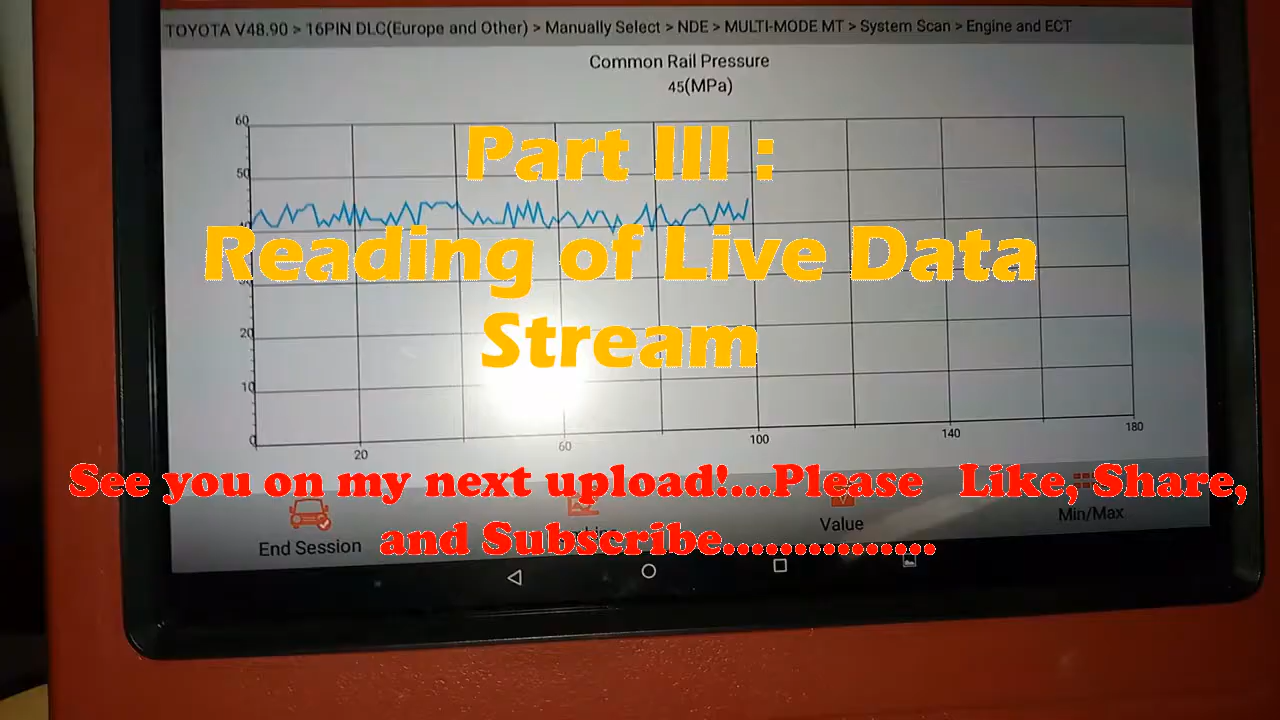 TOYOTA V48.90 > 16PIN DLC(Europe and Other) > Manually Select > NDE > MULTI-MODE MT > System Scan > Engine and ECT
Common Rail Pressure
45(MPa)
60
Part III :
50
Reading of Live Data
Stream
10
0
20
60
100
140
180
See you on my next upload!...Please Like, Share,
and Subscribe...............
End Session
Value
Min/Max